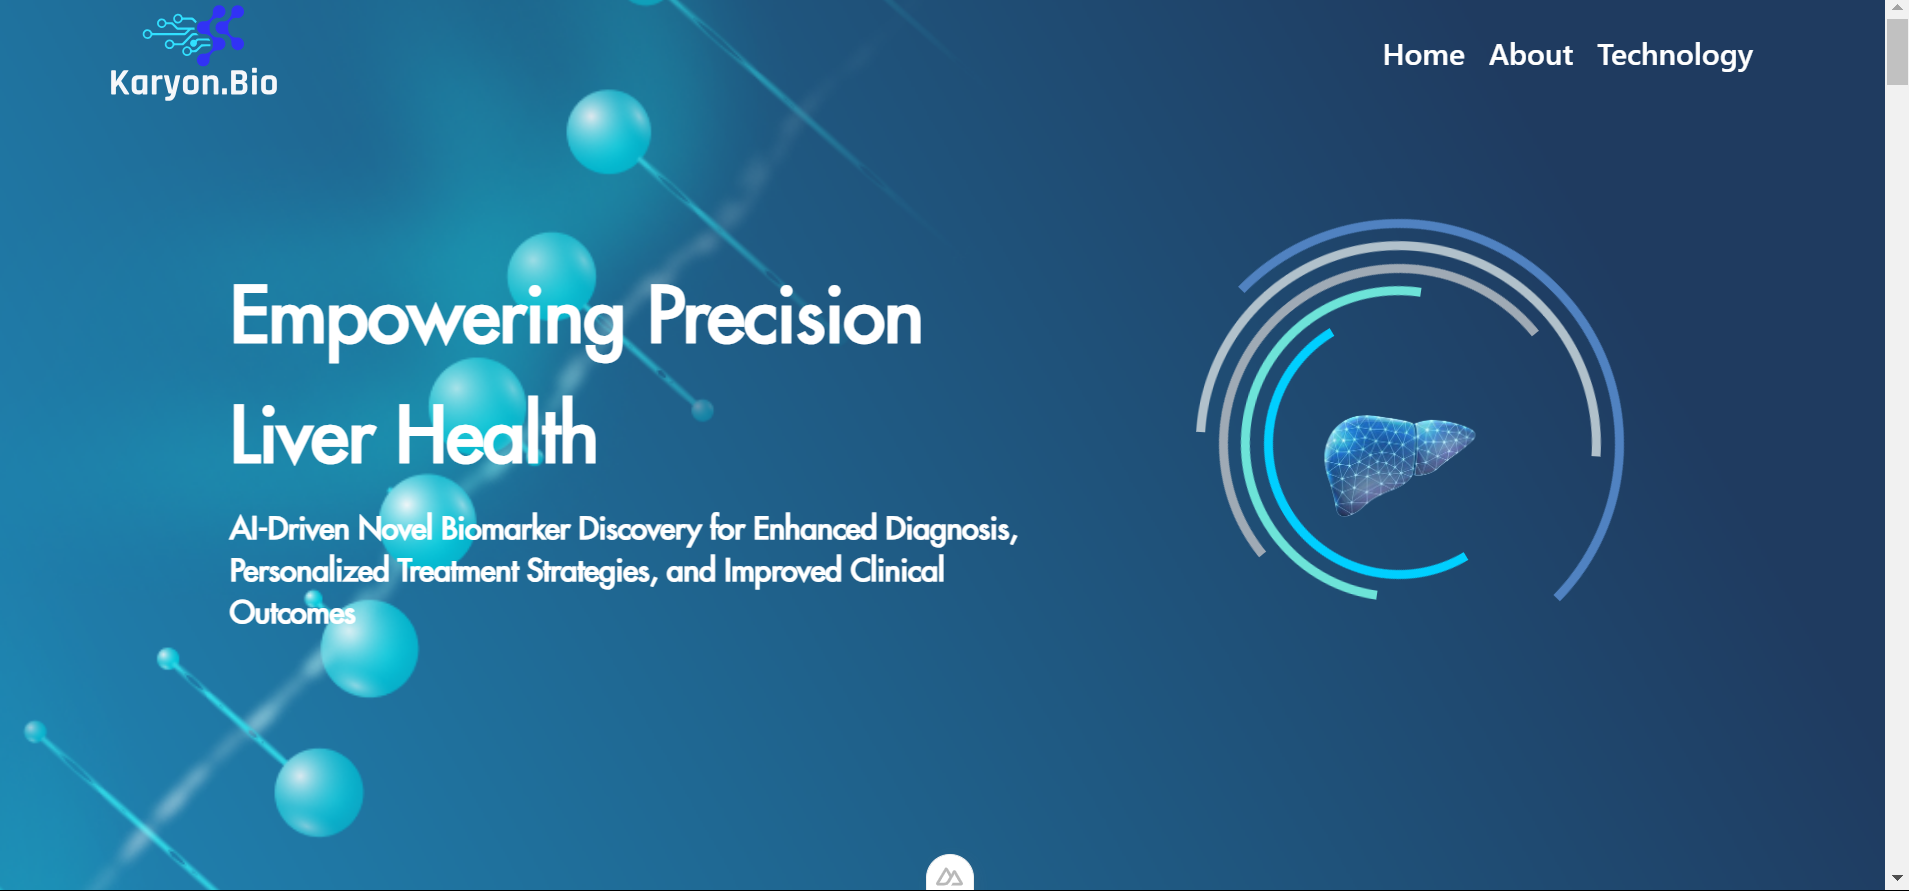 Karyon.Bio
Home About Technology
Empowering Precision
Liver Health
AI-Driven Novel Biomarker Discovery for Enhanced Diagnosis,
Personalized Treatment Strategies, and Improved Clinical
Outcomes